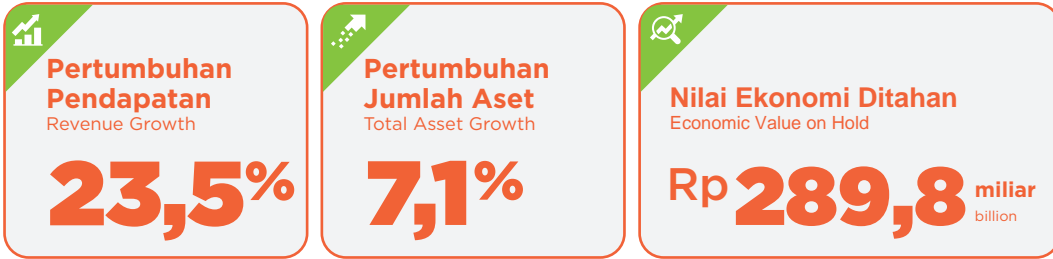 Pertumbuhan
Pendapatan
Revenue Growth
23,5%
Pertumbuhan
Jumlah Aset
Total Asset Growth
7,1%
Nilai Ekonomi Ditahan
Economic Value on Hold
Rp 289,8 miliar
billion